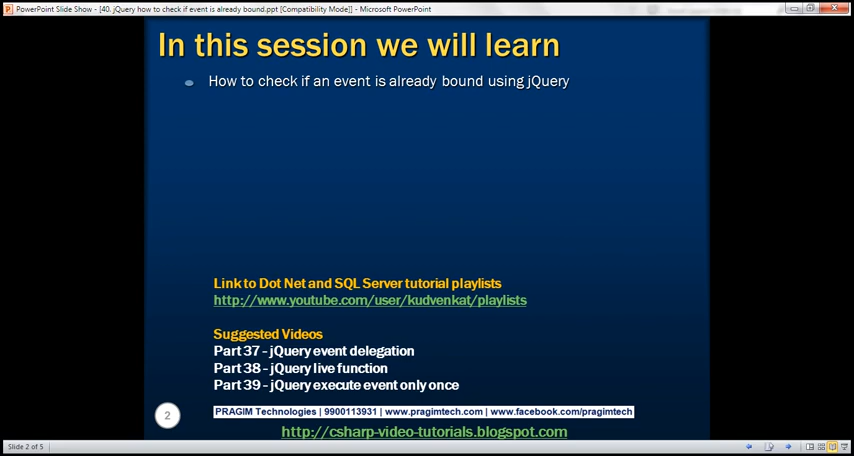 PowerPoint Slide Show - [40. jQuery how to check if event is already bound.ppt [Compatibility Mode]] - Microsoft PowerPoint
In this session we will learn
How to check if an event is already bound using jQuery
Link to Dot Net and SQL Server tutorial playlists
http://www.youtube.com/user/kudvenkat/playlists
Suggested Videos
Part 37 - jQuery event delegation
Part 38 - jQuery live function
Part 39 - jQuery execute event only once
2
PRAGIM Technologies | 9900113931 | www.pragimtech.com | www.facebook.com/pragimtech
http://csharp-video-tutorials.blogspot.com
Slide 2 of 5